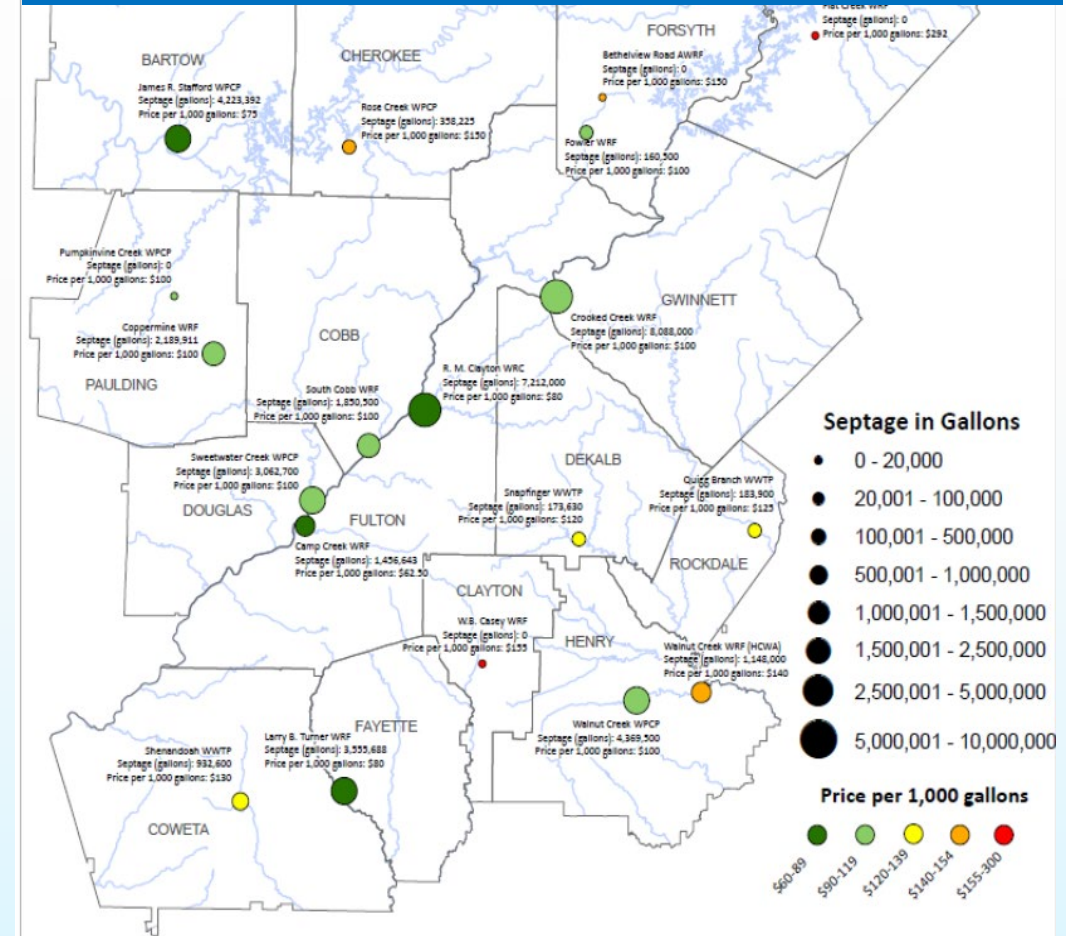 Flat Creek WRF
Septage (gallons): 0
Price per 1,000 gallons: $292
FORSYTH
Bethelview Road AWRF
Septage (gallons): 0
Price per 1,000 gallons: $150
CHEROKEE
BARTOW
James R. Stafford WPCP
Septage (gallons): 4,223,392
Price per 1,000 gallons: $75
Rose Creek WPCP
Septage (gallons): 358,225
Price per 1,000 gallons: $150
Fowler WRF
Septage (gallons): 160,500
Price per 1,000 gallons: $100
Pumpkinvine Creek WPCP
Septage (gallons): 0
Price per 1,000 gallons: $100
Coppermine WRF
Septage (gallons): 2,189,911
Price per 1,000 gallons: $100
PAULDING
COBB
GWINNETT
Crooked Creek WRF
Septage (gallons): 8,088,000
Price per 1,000 gallons: $100
R. M. Clayton WRC
Septage (gallons): 7,212,000
Price per 1,000 gallons: $80
South Cobb WRF
Septage (gallons): 1,850,500
Price per 1,000 gallons: $100
Sweetwater Creek WPCP
Septage (gallons): 3,062,700
Price per 1,000 gallons: $100
DOUGLAS
FULTON
Camp Creek WRF
Septage (gallons): 1,456,643
Price per 1,000 gallons: $62.50
DEKALB
Snapfinger WWTP
Septage (gallons): 173,630
Price per 1,000 gallons: $120
Quigg Branch WWTP
Septage (gallons): 183,900
Price per 1,000 gallons: $125
ROCKDALE
CLAYTON
W.B. Casey WRF
Septage (gallons): 0
Price per 1,000 gallons: $155
HENRY
Walnut Creek WRF (HCWA)
Septage (gallons): 1,148,000
Price per 1,000 gallons: $140
Walnut Creek WPCP
Septage (gallons): 4,369,500
Price per 1,000 gallons: $100
FAYETTE
Larry B. Turner WRF
Septage (gallons): 3,555,688
Price per 1,000 gallons: $80
Shenandoah WWTP
Septage (gallons): 932,600
Price per 1,000 gallons: $130
COWETA
Septage in Gallons
0 - 20,000
20,001 - 100,000
100,001 - 500,000
500,001 - 1,000,000
1,000,001 - 1,500,000
1,500,001 - 2,500,000
2,500,001 - 5,000,000
5,000,001 - 10,000,000
Price per 1,000 gallons
$60-89
$90-119
$120-139
$140-154
$155-300